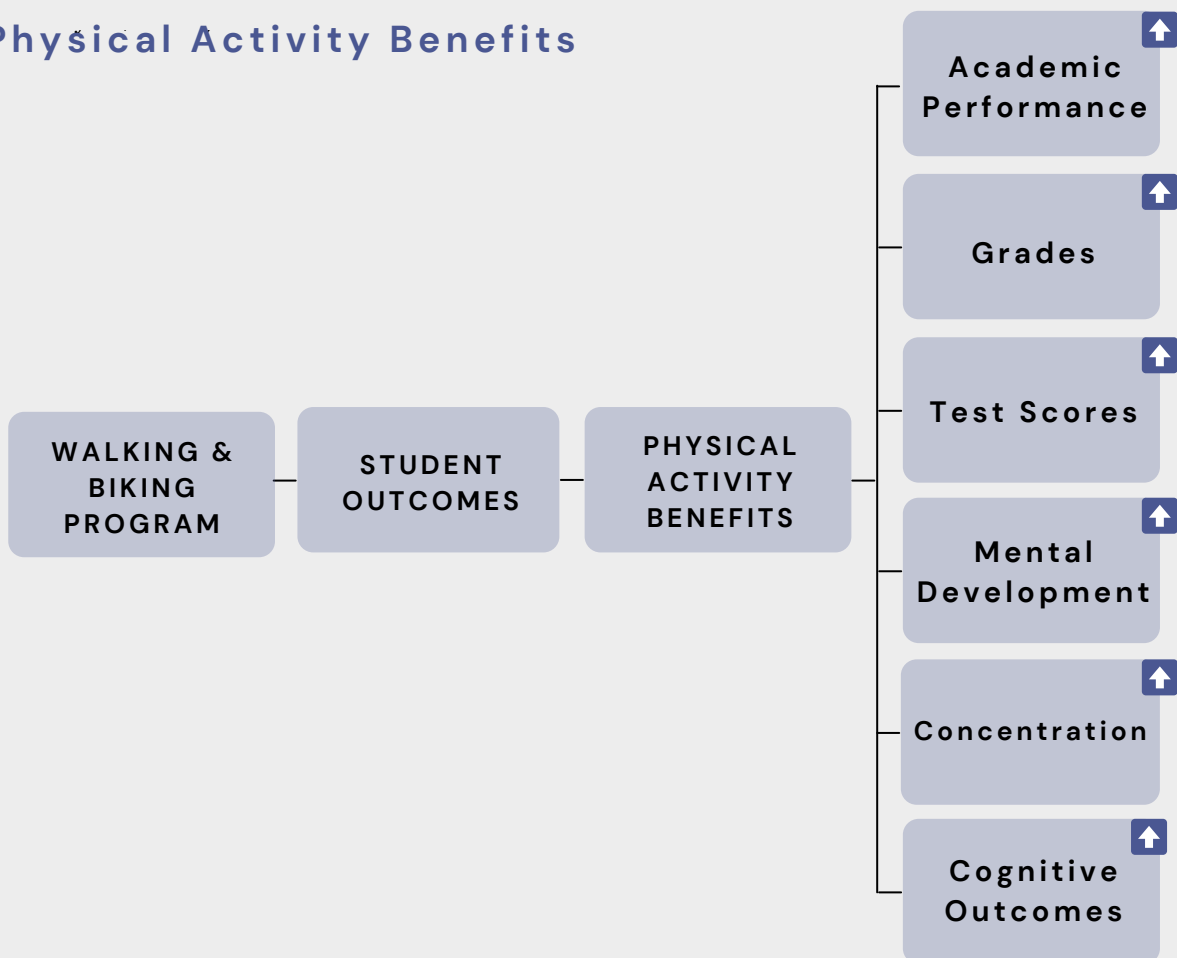 Physical Activity Benefits
Academic
Performance
Grades
Test Scores
WALKING &
BIKING
PROGRAM
STUDENT
OUTCOMES
PHYSICAL
ACTIVITY
BENEFITS
Mental
Development
Concentration
Cognitive
Outcomes